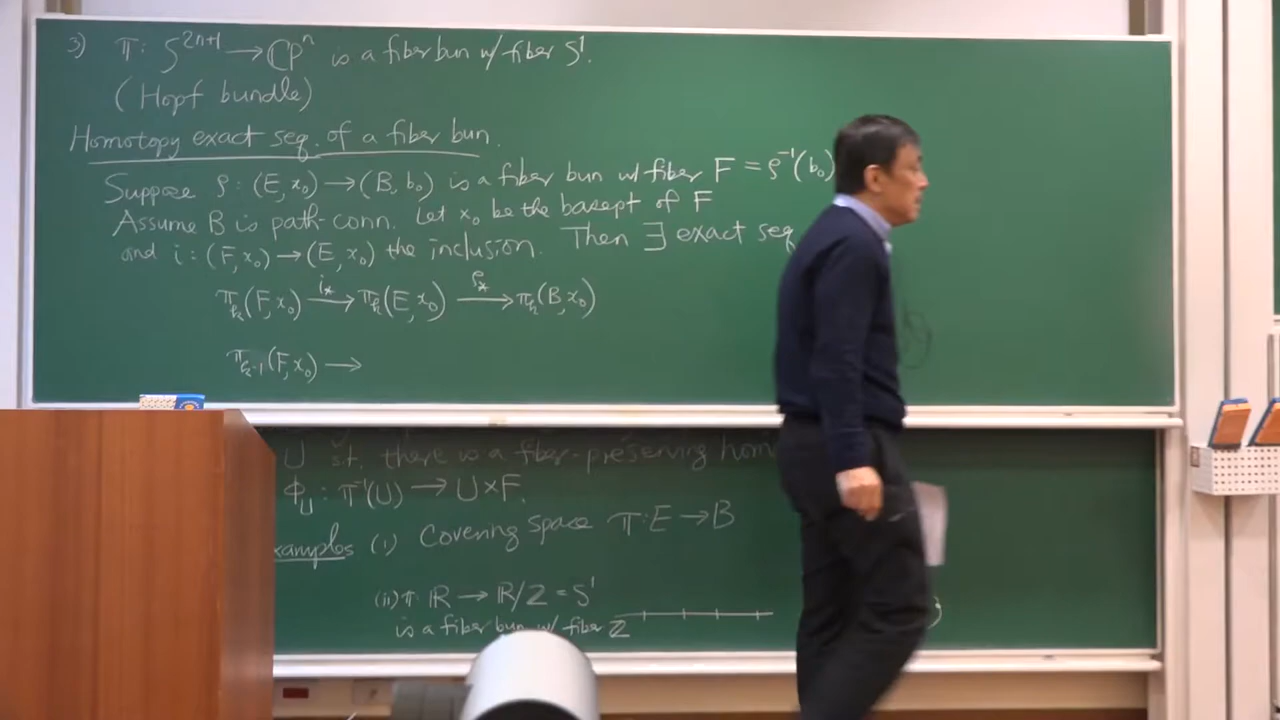 3) π: S^{2n+1} → ℂP^n is a fiber bun w/ fiber S^1.
(Hopf bundle)
Homotopy exact seq. of a fiber bun.
Suppose ρ: (E, x_0) → (B, b_0) is a fiber bun w/ fiber F = ρ^{-1}(b_0)
Assume B is path-conn. Let x_0 be the basept of F
and i: (F, x_0) → (E, x_0) the inclusion. Then ∃ exact seq
π_k(F, x_0) \xrightarrow{i_*} π_k(E, x_0) \xrightarrow{ρ_*} π_k(B, x_0)
π_{k-1}(F, x_0) →
U s.t. there is a fiber-preserving hom
ϕ_U: π^{-1}(U) → U × F.
xamples (i) Covering space π: E → B
(ii) π: ℝ → ℝ/ℤ = S^1
is a fiber bun w/ fiber ℤ